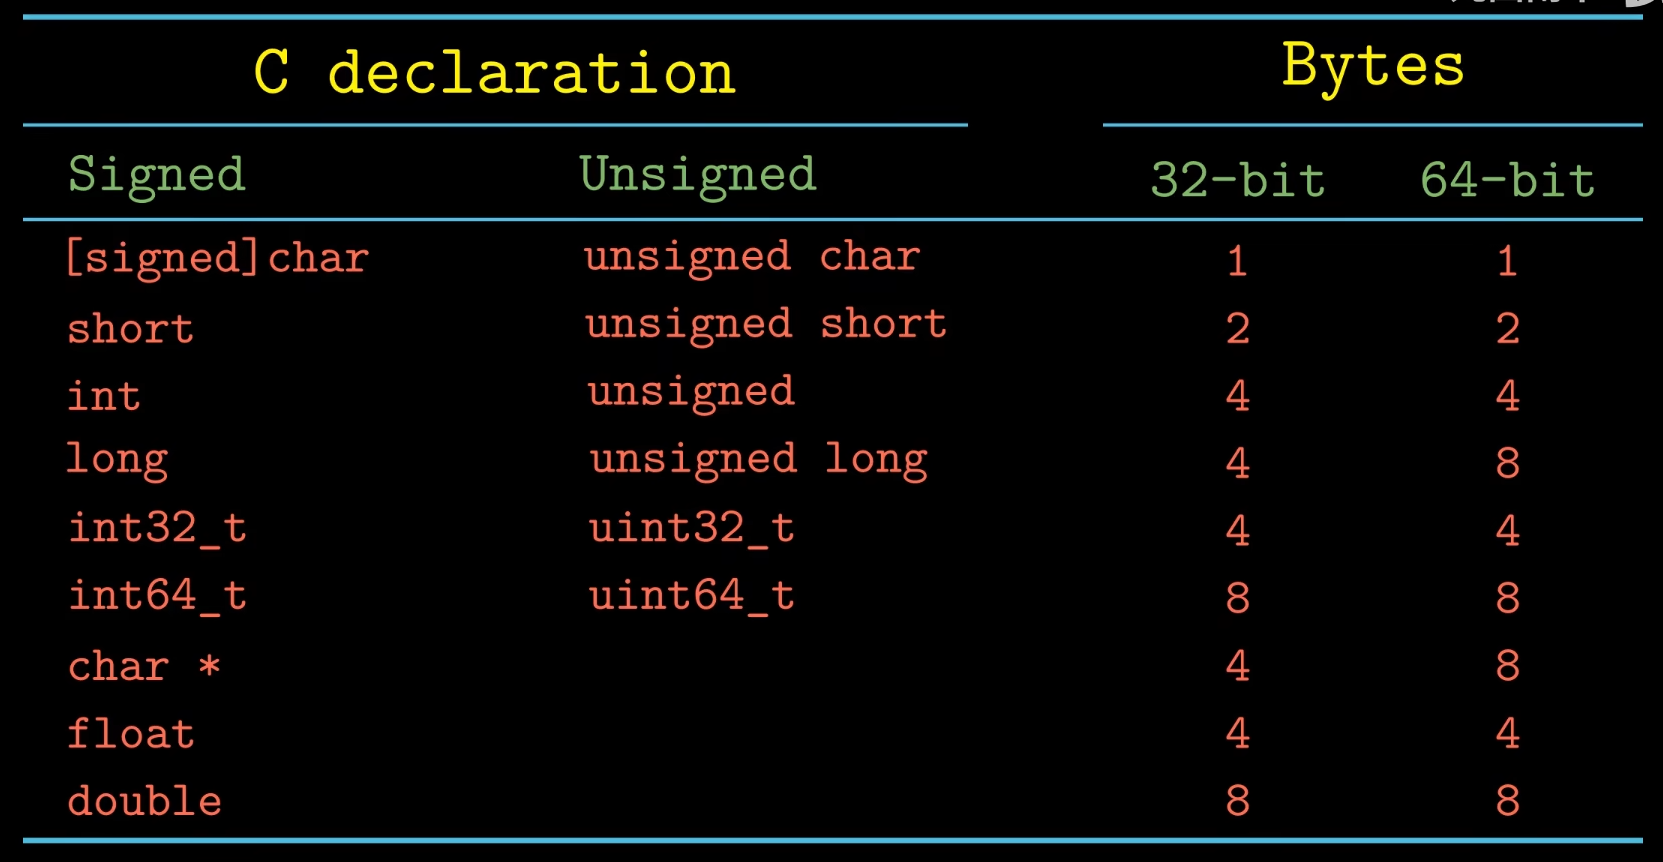 C declaration Bytes
Signed Unsigned 32-bit 64-bit
[signed]char unsigned char 1 1
short unsigned short 2 2
int unsigned 4 4
long unsigned long 4 8
int32_t uint32_t 4 4
int64_t uint64_t 8 8
char * 4 8
float 4 4
double 8 8